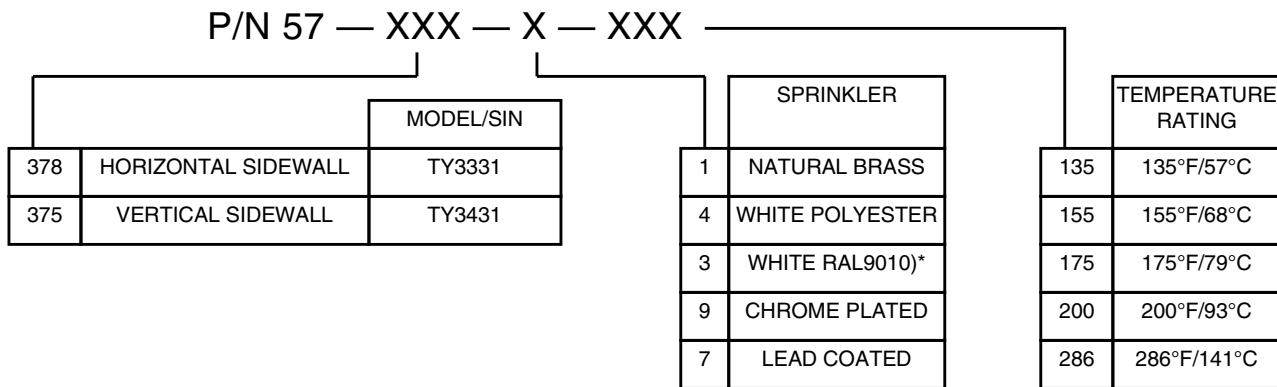 P/N 57 — XXX — X — XXX
MODEL/SIN
378 HORIZONTAL SIDEWALL TY3331
375 VERTICAL SIDEWALL TY3431
SPRINKLER
1 NATURAL BRASS
4 WHITE POLYESTER
3 WHITE RAL9010)*
9 CHROME PLATED
7 LEAD COATED
TEMPERATURE
RATING
135 135°F/57°C
155 155°F/68°C
175 175°F/79°C
200 200°F/93°C
286 286°F/141°C